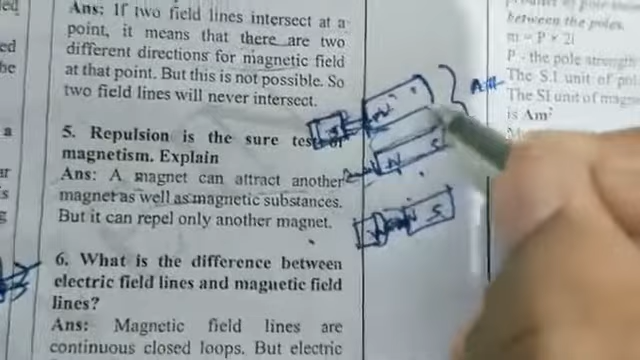 Ans: If two field lines intersect at a
point, it means that there are two
different directions for magnetic field
at that point. But this is not possible. So
two field lines will never intersect.
5. Repulsion is the sure test of
magnetism. Explain
Ans: A magnet can attract another
magnet as well as magnetic substances.
But it can repel only another magnet.
6. What is the difference between
electric field lines and magnetic field
lines?
Ans: Magnetic field lines are
continuous closed loops. But electric
between the poles.
m = P × 2l
P - the pole strength
The S.I unit of pol
The SI unit of magn
is Am²
N
N S
S